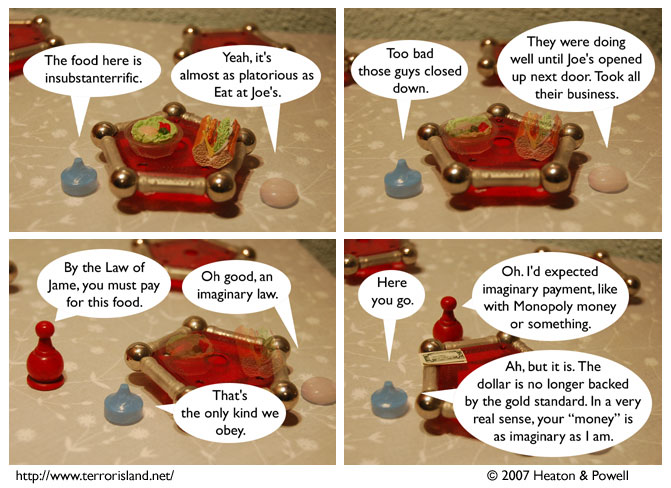 The food here is
insubstanterrific.
Yeah, it's
almost as platorious as
Eat at Joe's.
Too bad
those guys closed
down.
They were doing
well until Joe's opened
up next door. Took all
their business.
By the Law of
Jame, you must pay
for this food.
Oh good, an
imaginary law.
That's
the only kind we
obey.
Here
you go.
Oh. I'd expected
imaginary payment, like
with Monopoly money
or something.
Ah, but it is. The
dollar is no longer backed
by the gold standard. In a very
real sense, your “money” is
as imaginary as I am.
http://www.terrorisland.net/
© 2007 Heaton & Powell